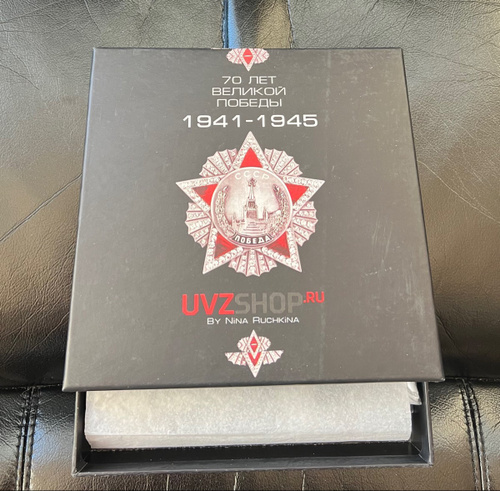 70 ЛЕТ
ВЕЛИКОЙ
ПОБЕДЫ
1941-1945
СССР
ПОБЕДА
UVZSHOP.RU
By Nina Ruchkina